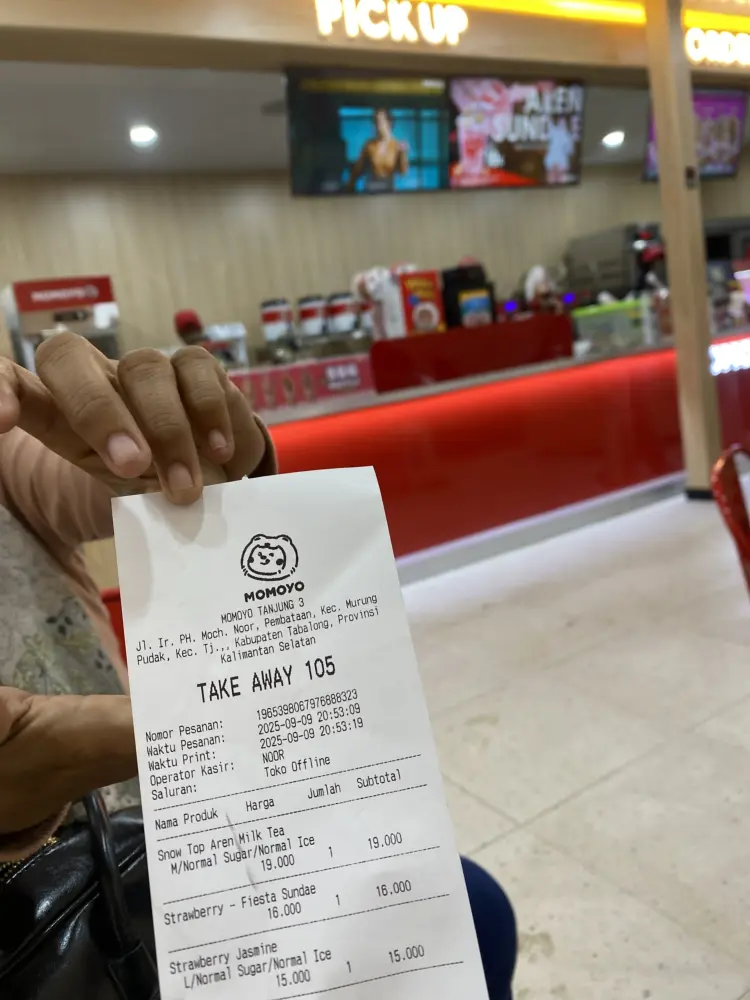 PICK UP
AREN
SUNDAE
MOMOYO
MOMOYO
MOMOYO TANJUNG 3
Jl. Ir. PH. Moch. Noor, Pembataan, Kec. Murung
Pudak, Kec. Tj.,, Kabupaten Tabalong, Provinsi
Kalimantan Selatan
TAKE AWAY 105
Nomor Pesanan: 1965398067976888323
Waktu Pesanan: 2025-09-09 20:53:09
Waktu Print: 2025-09-09 20:53:19
Operator Kasir: NOOR
Saluran: Toko Offline
Nama Produk Harga Jumlah Subtotal
Snow Top Aren Milk Tea
M/Normal Sugar/Normal Ice
19.000 1 19.000
Strawberry - Fiesta Sundae
16.000 1 16.000
Strawberry Jasmine
L/Normal Sugar/Normal Ice
15.000 1 15.000